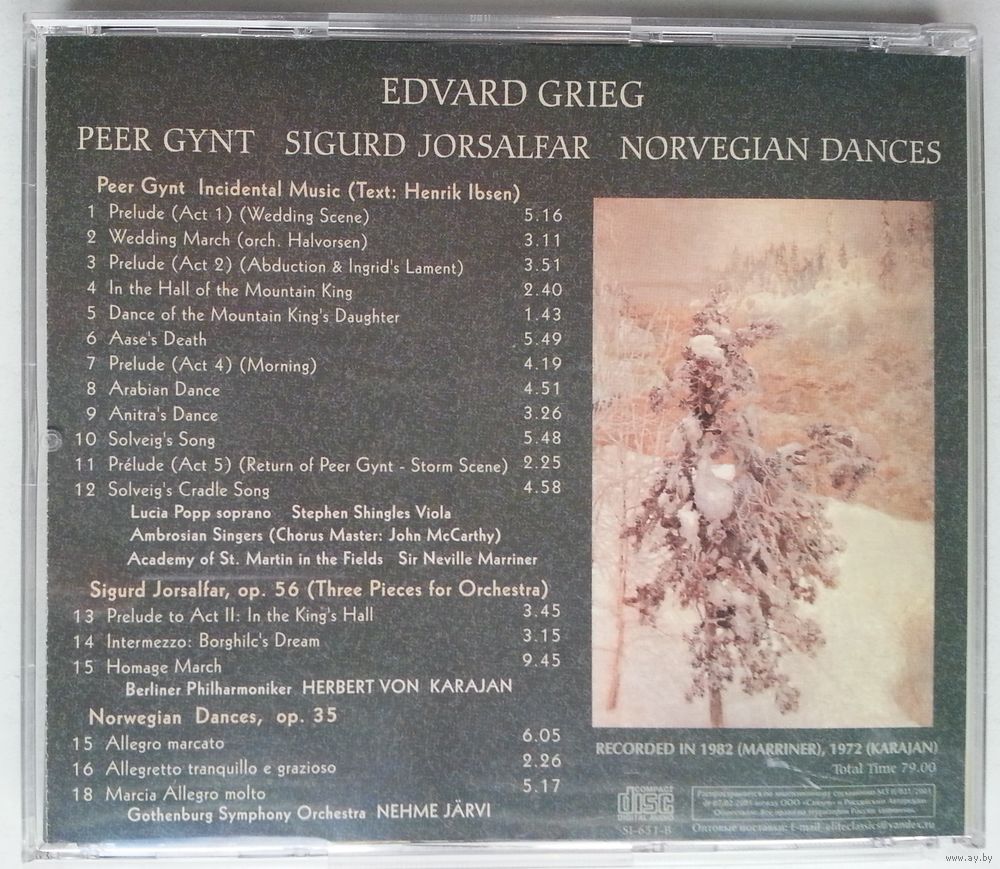 EDVARD GRIEG
PEER GYNT SIGURD JORSALFAR NORVEGIAN DANCES
Peer Gynt Incidental Music (Text: Henrik Ibsen)
1 Prelude (Act 1) (Wedding Scene) 5.16
2 Wedding March (orch. Halvorsen) 3.11
3 Prelude (Act 2) (Abduction & Ingrid's Lament) 3.51
4 In the Hall of the Mountain King 2.40
5 Dance of the Mountain King's Daughter 1.43
6 Aase's Death 5.49
7 Prelude (Act 4) (Morning) 4.19
8 Arabian Dance 4.51
9 Anitra's Dance 3.26
10 Solveig's Song 5.48
11 Prélude (Act 5) (Return of Peer Gynt - Storm Scene) 2.25
12 Solveig's Cradle Song 4.58
Lucia Popp soprano Stephen Shingles Viola
Ambrosian Singers (Chorus Master: John McCarthy)
Academy of St. Martin in the Fields Sir Neville Marriner
Sigurd Jorsalfar, op. 56 (Three Pieces for Orchestra)
13 Prelude to Act II: In the King's Hall 3.45
14 Intermezzo: Borghilc's Dream 3.15
15 Homage March 9.45
Berliner Philharmoniker HERBERT VON KARAJAN
Norwegian Dances, op. 35
15 Allegro marcato 6.05
16 Allegretto tranquillo e grazioso 2.26
18 Marcia Allegro molto 5.17
Gothenburg Symphony Orchestra NEHME JÄRVI
RECORDED IN 1982 (MARRINER), 1972 (KARAJAN)
Total Time 79.00
COMPACT
disc
DIGITAL AUDIO
SI-651-B
Оптовые поставки: E-mail eliteclassics@yandex.ru
www.ay.by